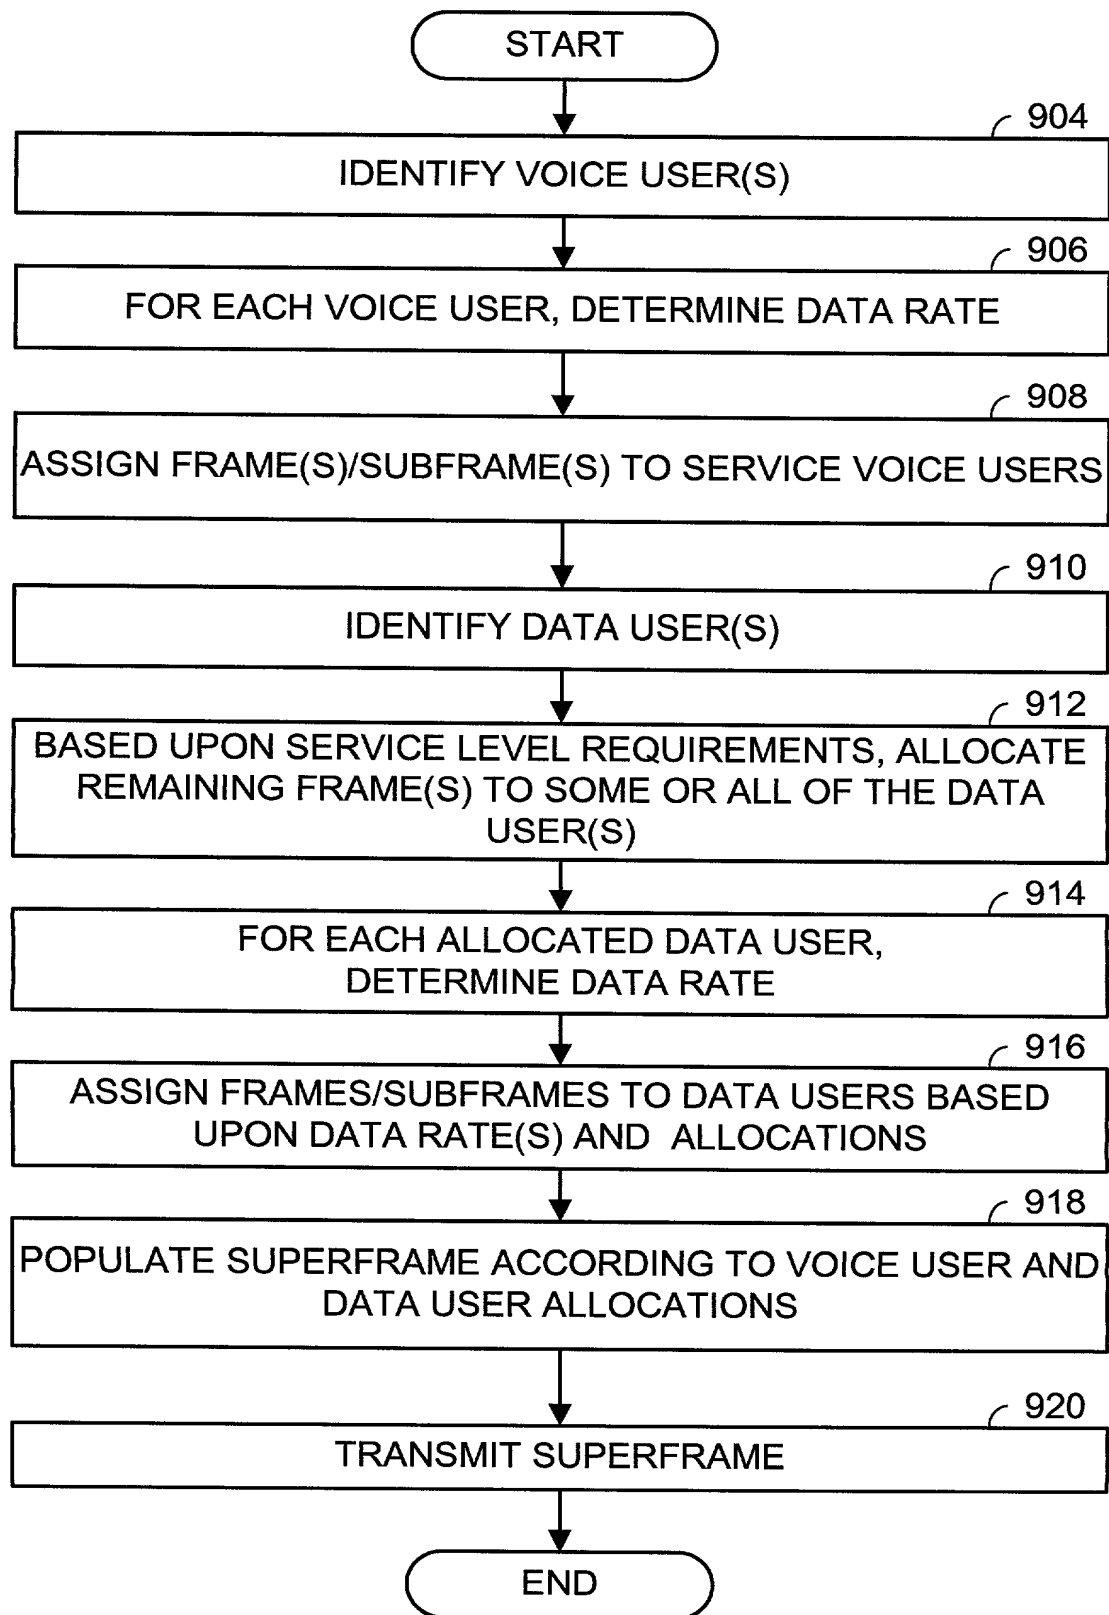 START
904
IDENTIFY VOICE USER(S)
906
FOR EACH VOICE USER, DETERMINE DATA RATE
908
ASSIGN FRAME(S)/SUBFRAME(S) TO SERVICE VOICE USERS
910
IDENTIFY DATA USER(S)
912
BASED UPON SERVICE LEVEL REQUIREMENTS, ALLOCATE
REMAINING FRAME(S) TO SOME OR ALL OF THE DATA
USER(S)
914
FOR EACH ALLOCATED DATA USER,
DETERMINE DATA RATE
916
ASSIGN FRAMES/SUBFRAMES TO DATA USERS BASED
UPON DATA RATE(S) AND ALLOCATIONS
918
POPULATE SUPERFRAME ACCORDING TO VOICE USER AND
DATA USER ALLOCATIONS
920
TRANSMIT SUPERFRAME
END